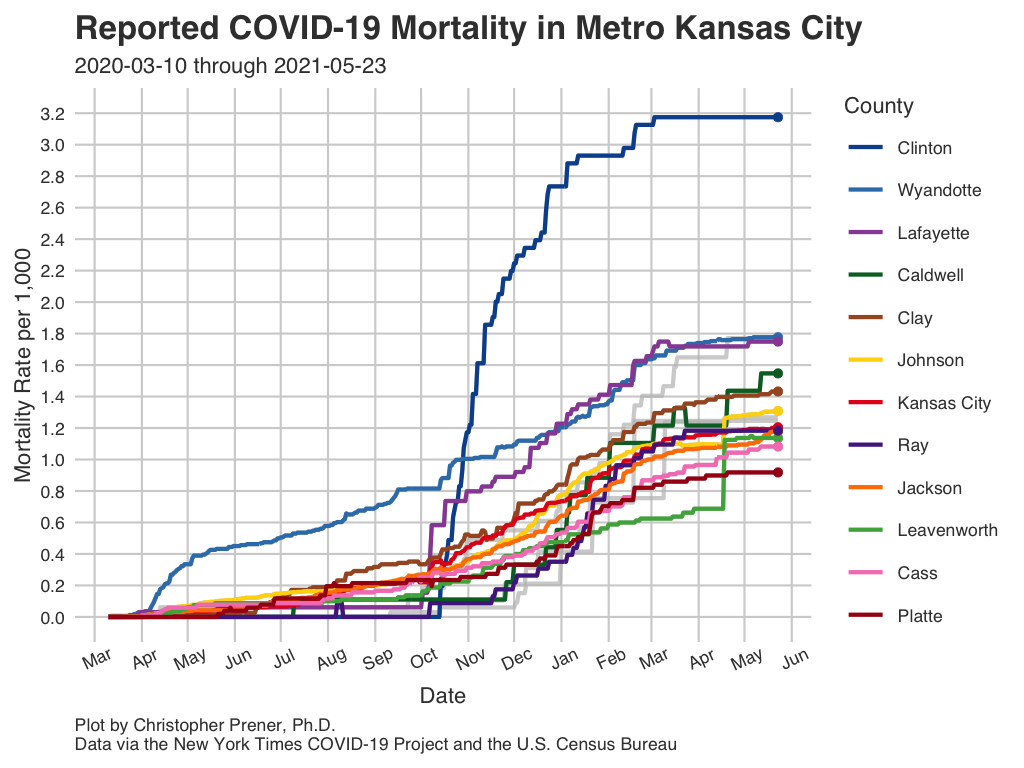 Reported COVID-19 Mortality in Metro Kansas City
2020-03-10 through 2021-05-23
County
Clinton
Wyandotte
Lafayette
Caldwell
Clay
Johnson
Kansas City
Ray
Jackson
Leavenworth
Cass
Platte
Mortality Rate per 1,000
3.2
3.0
2.8
2.6
2.4
2.2
2.0
1.8
1.6
1.4
1.2
1.0
0.8
0.6
0.4
0.2
0.0
Mar Apr May Jun Jul Aug Sep Oct Nov Dec Jan Feb Mar Apr May Jun
Date
Plot by Christopher Prener, Ph.D.
Data via the New York Times COVID-19 Project and the U.S. Census Bureau